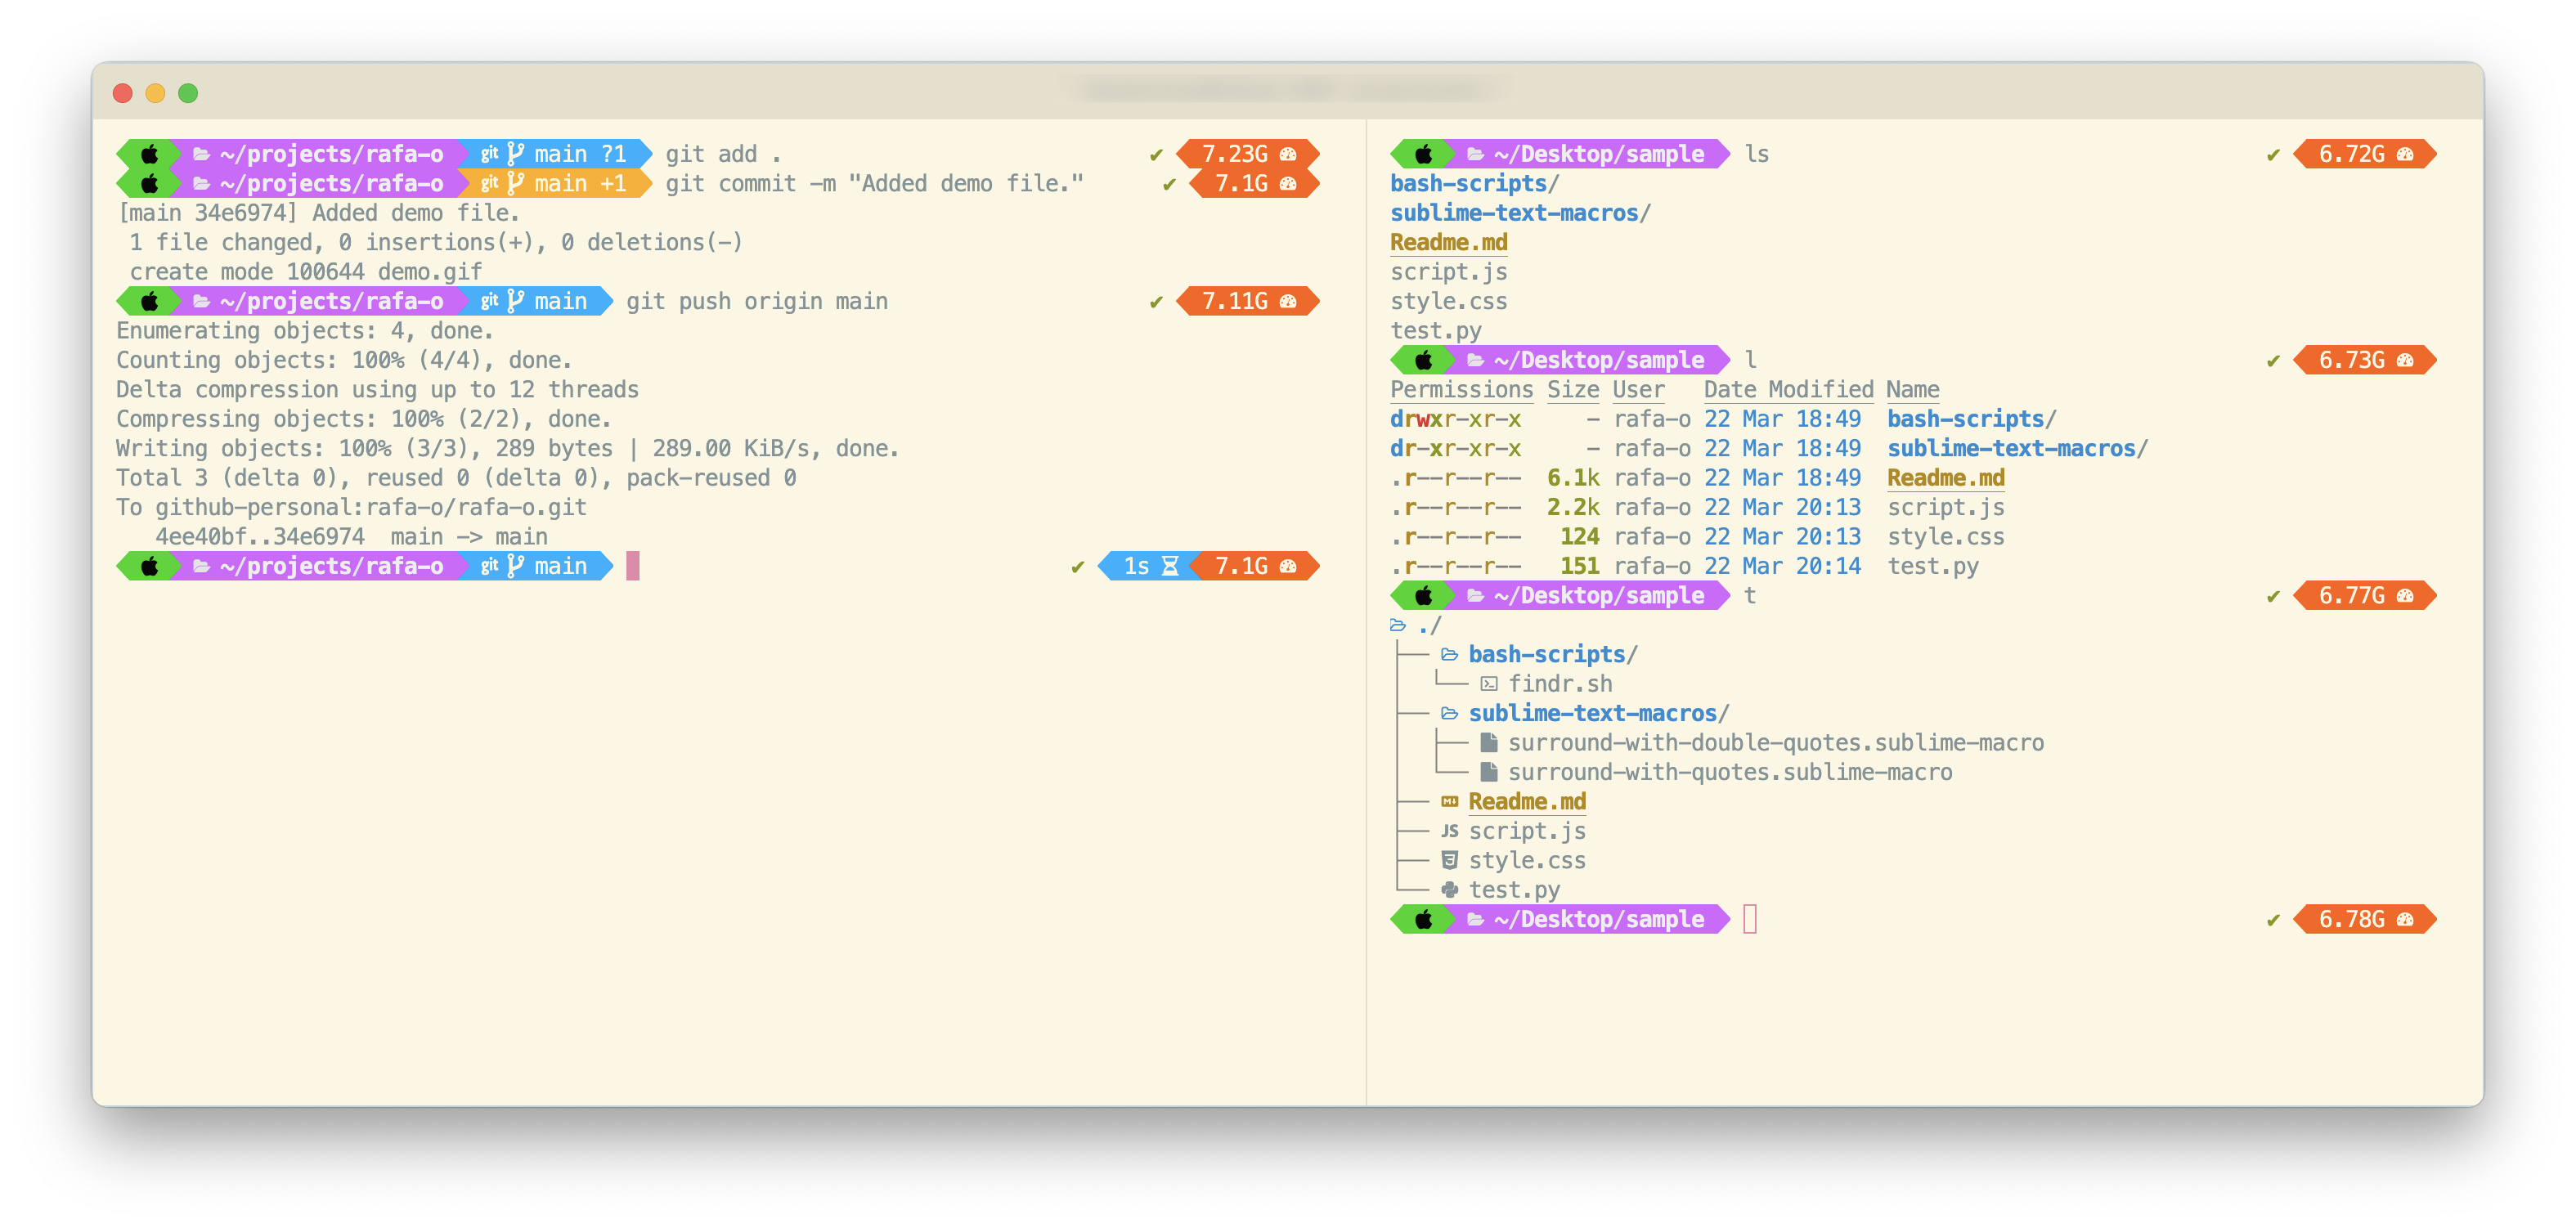 ~/projects/rafa-o git main ?1 git add . ✔ 7.23G
~/projects/rafa-o git main +1 git commit -m "Added demo file." ✔ 7.1G
[main 34e6974] Added demo file.
1 file changed, 0 insertions(+), 0 deletions(-)
create mode 100644 demo.gif
~/projects/rafa-o git main git push origin main ✔ 7.11G
Enumerating objects: 4, done.
Counting objects: 100% (4/4), done.
Delta compression using up to 12 threads
Compressing objects: 100% (2/2), done.
Writing objects: 100% (3/3), 289 bytes | 289.00 KiB/s, done.
Total 3 (delta 0), reused 0 (delta 0), pack-reused 0
To github-personal:rafa-o/rafa-o.git
4ee40bf..34e6974 main -> main
~/projects/rafa-o git main ✔ 1s 7.1G
~/Desktop/sample ls ✔ 6.72G
bash-scripts/
sublime-text-macros/
Readme.md
script.js
style.css
test.py
~/Desktop/sample l ✔ 6.73G
Permissions Size User Date Modified Name
drwxr-xr-x - rafa-o 22 Mar 18:49 bash-scripts/
dr-xr-xr-x - rafa-o 22 Mar 18:49 sublime-text-macros/
.r--r--r-- 6.1k rafa-o 22 Mar 18:49 Readme.md
.r--r--r-- 2.2k rafa-o 22 Mar 20:13 script.js
.r--r--r-- 124 rafa-o 22 Mar 20:13 style.css
.r--r--r-- 151 rafa-o 22 Mar 20:14 test.py
~/Desktop/sample t ✔ 6.77G
./
├── bash-scripts/
│  └── findr.sh
├── sublime-text-macros/
│  ├── surround-with-double-quotes.sublime-macro
│  └── surround-with-quotes.sublime-macro
├── Readme.md
├── JS script.js
├── style.css
└── test.py
~/Desktop/sample ✔ 6.78G